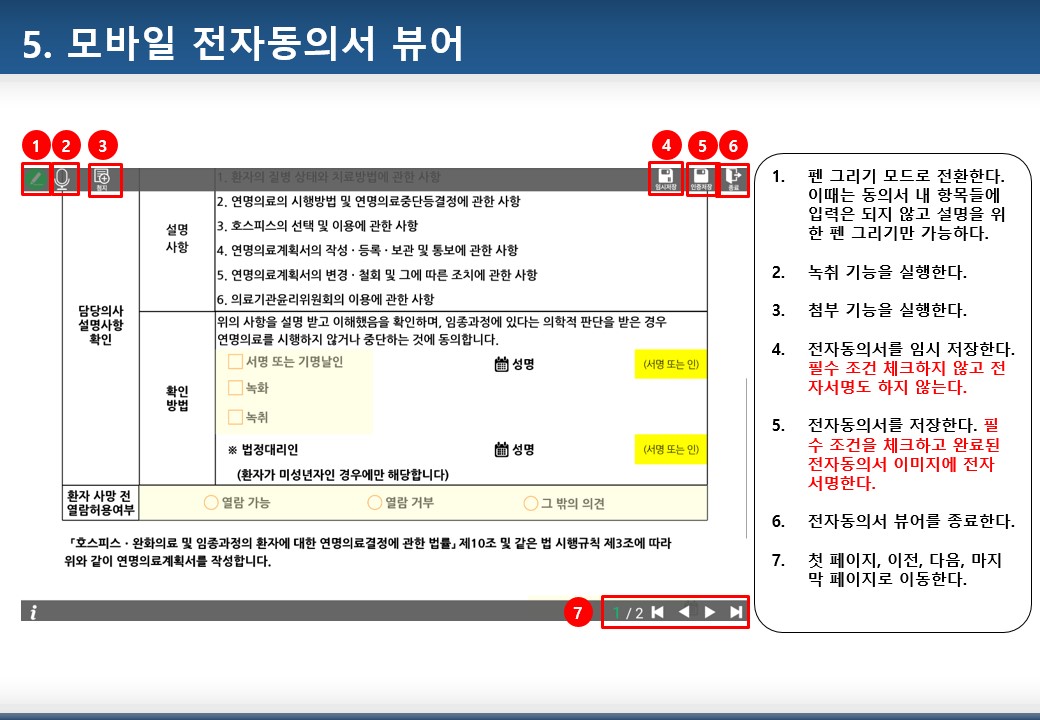 5. 모바일 전자동의서 뷰어
1 2 3 4 5 6
첨지 임시저장 인증저장 종료
1. 환자의 질병 상태와 치료방법에 관한 사항
2. 연명의료의 시행방법 및 연명의료중단등결정에 관한 사항
3. 호스피스의 선택 및 이용에 관한 사항
4. 연명의료계획서의 작성 · 등록 · 보관 및 통보에 관한 사항
5. 연명의료계획서의 변경 · 철회 및 그에 따른 조치에 관한 사항
6. 의료기관윤리위원회의 이용에 관한 사항
설명
사항
담당의사
설명사항
확인
위의 사항을 설명 받고 이해했음을 확인하며, 임종과정에 있다는 의학적 판단을 받은 경우
연명의료를 시행하지 않거나 중단하는 것에 동의합니다.
확인
방법
서명 또는 기명날인
성명 (서명 또는 인)
녹화
녹취
※ 법정대리인 성명 (서명 또는 인)
(환자가 미성년자인 경우에만 해당합니다)
환자 사망 전
열람허용여부
열람 가능 열람 거부 그 밖의 의견
「호스피스 · 완화의료 및 임종과정의 환자에 대한 연명의료결정에 관한 법률」 제10조 및 같은 법 시행규칙 제3조에 따라
위와 같이 연명의료계획서를 작성합니다.
i 7 1 / 2
1. 펜 그리기 모드로 전환한다.
이때는 동의서 내 항목들에
입력은 되지 않고 설명을 위
한 펜 그리기만 가능하다.
2. 녹취 기능을 실행한다.
3. 첨부 기능을 실행한다.
4. 전자동의서를 임시 저장한다.
필수 조건 체크하지 않고 전
자서명도 하지 않는다.
5. 전자동의서를 저장한다. 필
수 조건을 체크하고 완료된
전자동의서 이미지에 전자
서명한다.
6. 전자동의서 뷰어를 종료한다.
7. 첫 페이지, 이전, 다음, 마지
막 페이지로 이동한다.